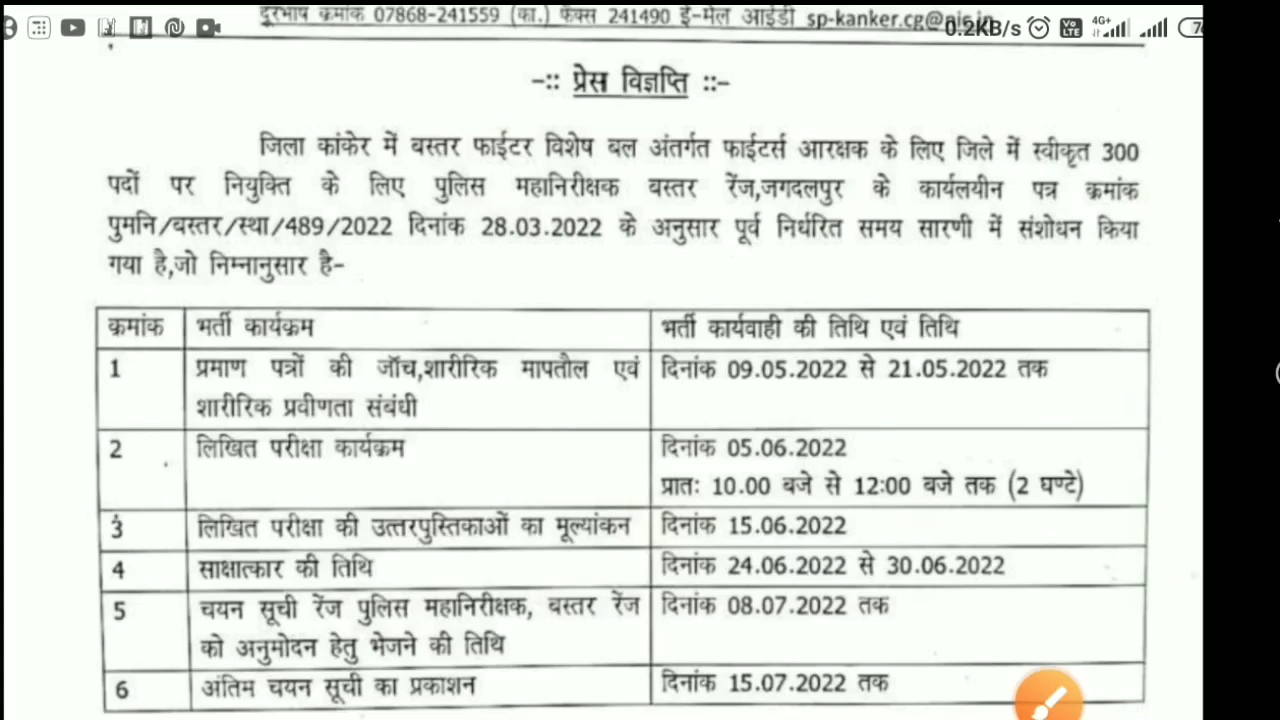 दूरभाष क्रमांक 07868-241559 (का.) फैक्स 241490 ई-मेल आईडी sp-kanker.cg@nic.in
0.2KB/s
Vo LTE
4G+
-:: प्रेस विज्ञप्ति ::-
जिला कांकेर में बस्तर फाईटर विशेष बल अंतर्गत फाईटर्स आरक्षक के लिए जिले में स्वीकृत 300
पदों पर नियुक्ति के लिए पुलिस महानिरीक्षक बस्तर रेंज,जगदलपुर के कार्यलयीन पत्र क्रमांक
पुमनि/बस्तर/स्था/489/2022 दिनांक 28.03.2022 के अनुसार पूर्व निर्धरित समय सारणी में संशोधन किया
गया है,जो निम्नानुसार है-
क्रमांक भर्ती कार्यक्रम भर्ती कार्यवाही की तिथि एवं तिथि
1 प्रमाण पत्रों की जॉच,शारीरिक मापतौल एवं दिनांक 09.05.2022 से 21.05.2022 तक
शारीरिक प्रवीणता संबंधी
2 लिखित परीक्षा कार्यक्रम दिनांक 05.06.2022
प्रातः 10.00 बजे से 12:00 बजे तक (2 घण्टे)
3 लिखित परीक्षा की उत्तरपुस्तिकाओं का मूल्यांकन दिनांक 15.06.2022
4 साक्षात्कार की तिथि दिनांक 24.06.2022 से 30.06.2022
5 चयन सूची रेंज पुलिस महानिरीक्षक, बस्तर रेंज दिनांक 08.07.2022 तक
को अनुमोदन हेतु भेजने की तिथि
6 अंतिम चयन सूची का प्रकाशन दिनांक 15.07.2022 तक